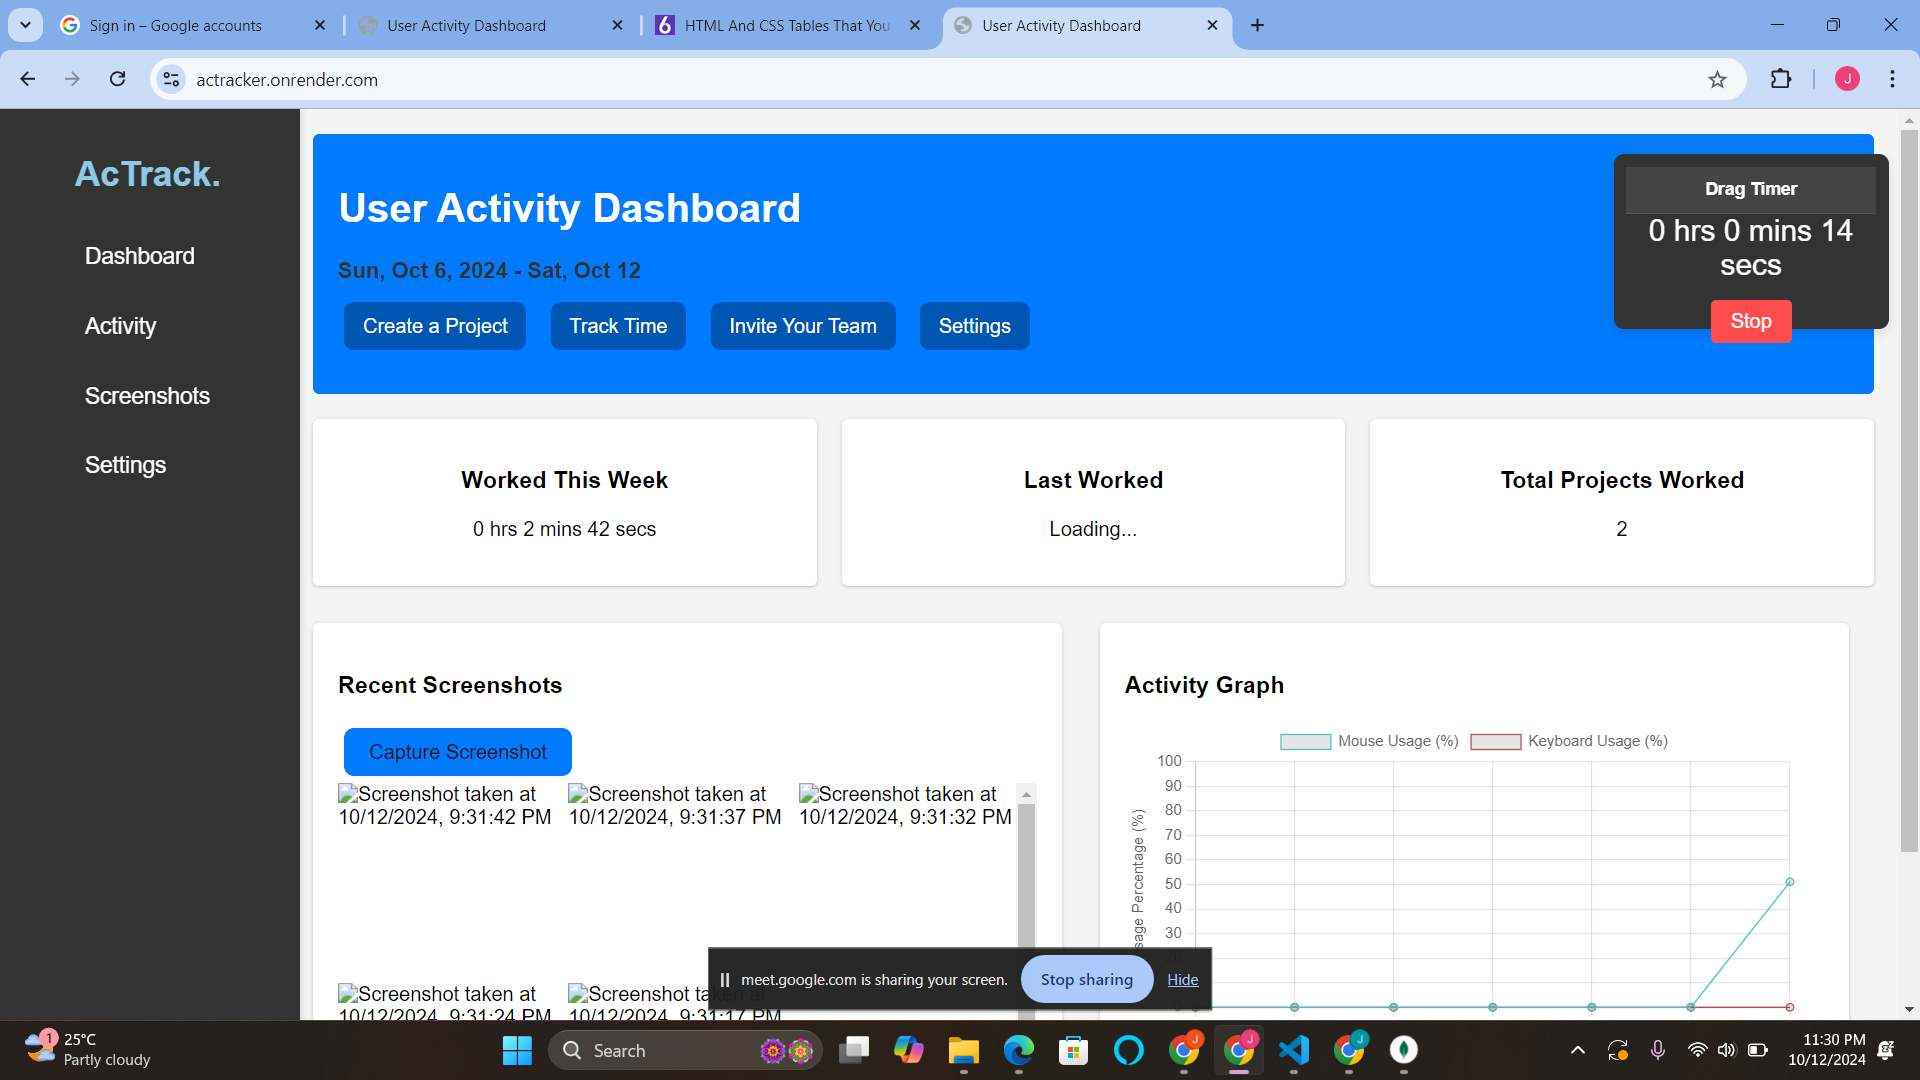 Sign in – Google accounts
User Activity Dashboard
HTML And CSS Tables That You
User Activity Dashboard
actracker.onrender.com
J
AcTrack.
Dashboard
Activity
Screenshots
Settings
User Activity Dashboard
Sun, Oct 6, 2024 - Sat, Oct 12
Create a Project
Track Time
Invite Your Team
Settings
Drag Timer
0 hrs 0 mins 14
secs
Stop
Worked This Week
0 hrs 2 mins 42 secs
Last Worked
Loading...
Total Projects Worked
2
Recent Screenshots
Capture Screenshot
Screenshot taken at
10/12/2024, 9:31:42 PM
Screenshot taken at
10/12/2024, 9:31:37 PM
Screenshot taken at
10/12/2024, 9:31:32 PM
Screenshot taken at
10/12/2024, 9:31:24 PM
Screenshot taken at
10/12/2024, 9:31:17 PM
Activity Graph
Mouse Usage (%)
Keyboard Usage (%)
100
90
80
70
60
50
40
30
sage Percentage (%)
meet.google.com is sharing your screen.
Stop sharing
Hide
1
25°C
Partly cloudy
Search
J
J
J
11:30 PM
10/12/2024